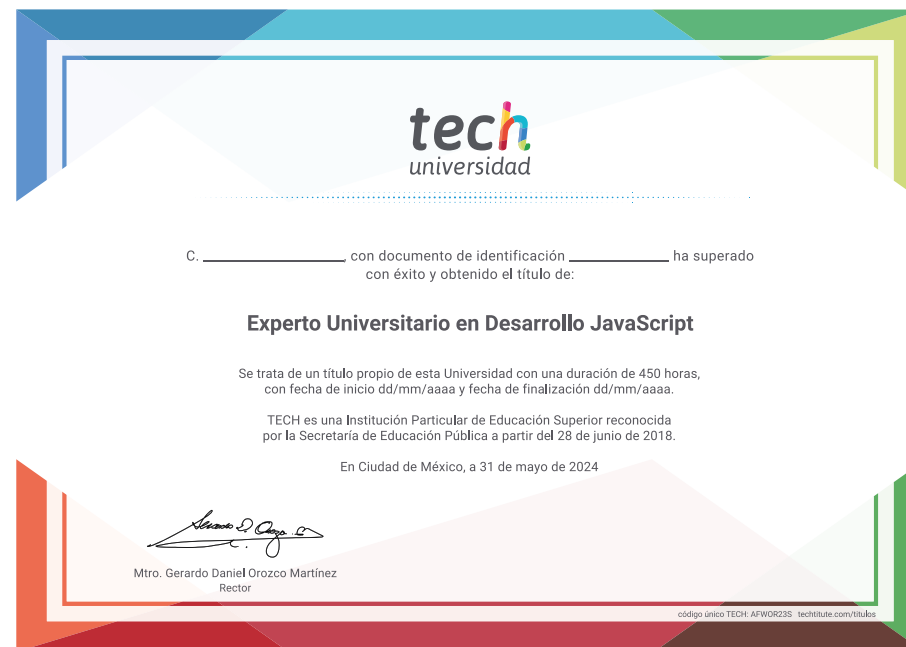 tech
universidad
C. ____________, con documento de identificación _________ ha superado
con éxito y obtenido el título de:
Experto Universitario en Desarrollo JavaScript
Se trata de un título propio de esta Universidad con una duración de 450 horas,
con fecha de inicio dd/mm/aaaa y fecha de finalización dd/mm/aaaa.
TECH es una Institución Particular de Educación Superior reconocida
por la Secretaría de Educación Pública a partir del 28 de junio de 2018.
En Ciudad de México, a 31 de mayo de 2024
Mtro. Gerardo Daniel Orozco Martínez
Rector
código único TECH: AFWOR23S techtitute.com/titulos